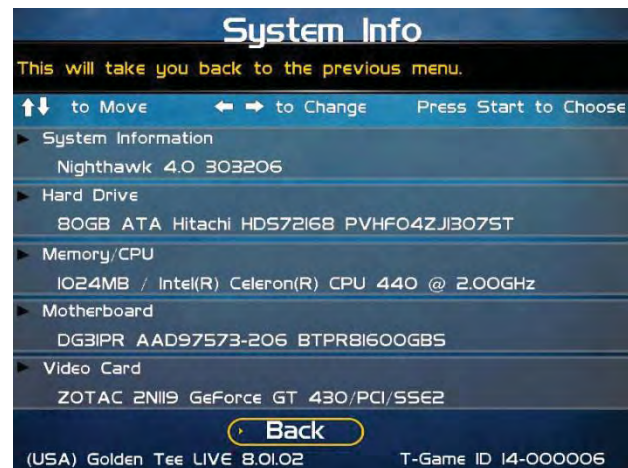 System Info
This will take you back to the previous menu.
to Move to Change Press Start to Choose
System Information
Nighthawk 4.0 303206
Hard Drive
80GB ATA Hitachi HDS72168 PVHF04ZJ1307ST
Memory/CPU
1024MB / Intel(R) Celeron(R) CPU 440 @ 2.00GHz
Motherboard
DG31PR AAD97573-206 BTPR81600GBS
Video Card
ZOTAC 2N119 GeForce GT 430/PCI/SSE2
Back
(USA) Golden Tee LIVE 8.01.02 T-Game ID 14-000006